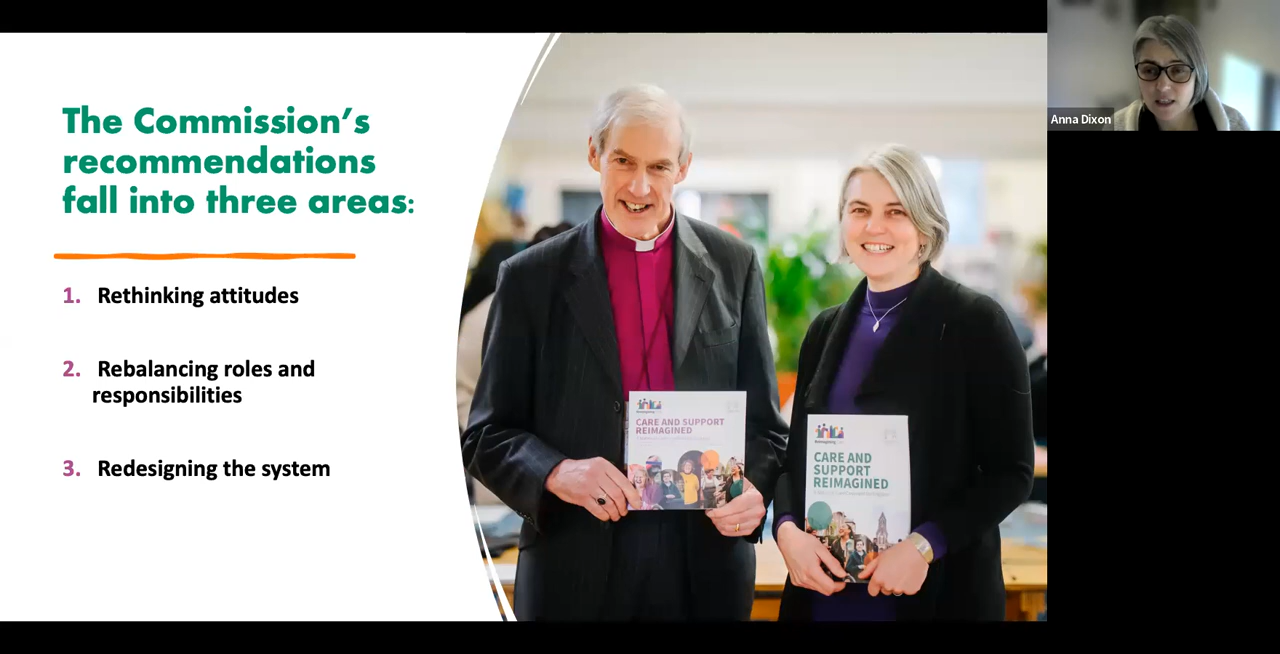 The Commission's
recommendations
fall into three areas:
1. Rethinking attitudes
2. Rebalancing roles and
responsibilities
3. Redesigning the system
CARE AND SUPPORT
REIMAGINED
CARE AND
SUPPORT
REIMAGINED
Anna Dixon